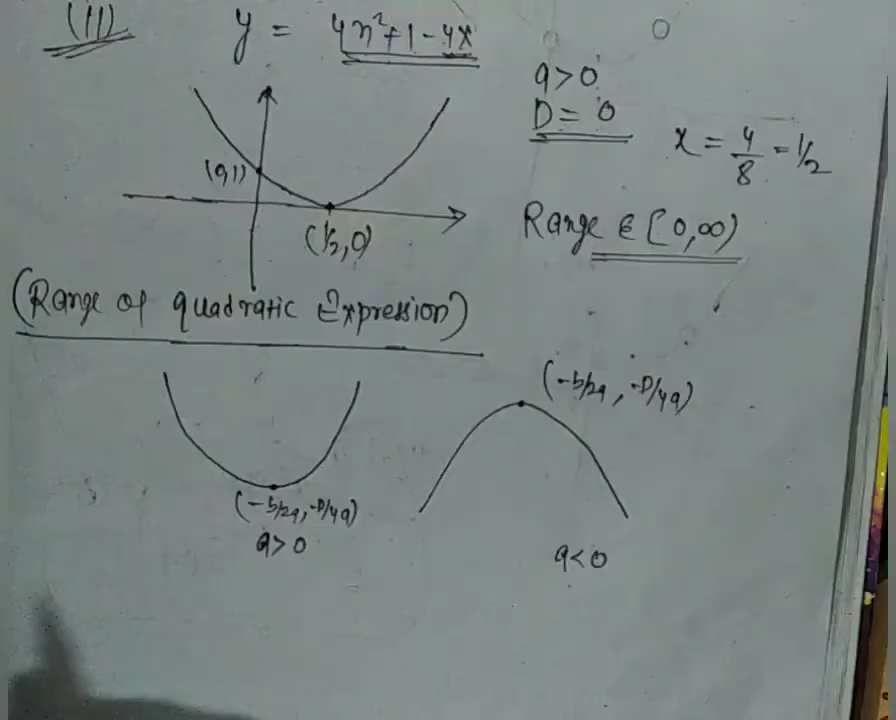 (11) y = 4x²+1-4x
a>0
D = 0
x = 4/8 = 1/2
(0,1)
(1/2,0)
Range ∈ [0,∞)
(Range of quadratic Expression)
(-b/2a, -D/4a)
(-b/2a, -D/4a)
a>0
a<0